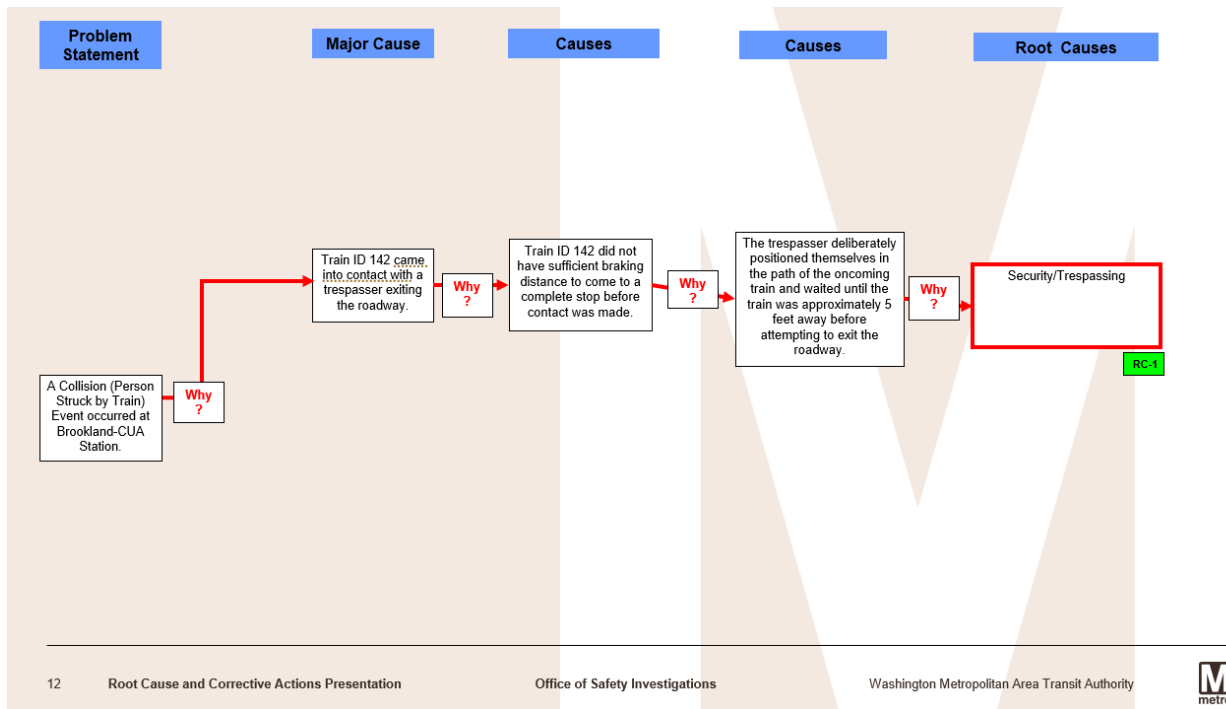 Problem
Statement
Major Cause
Causes
Causes
Root Causes
A Collision (Person
Struck by Train)
Event occurred at
Brookland-CUA
Station.
Why
?
Train ID 142 came
into contact with a
trespasser exiting
the roadway.
Why
?
Train ID 142 did not
have sufficient braking
distance to come to a
complete stop before
contact was made.
Why
?
The trespasser deliberately
positioned themselves in
the path of the oncoming
train and waited until the
train was approximately 5
feet away before
attempting to exit the
roadway.
Why
?
Security/Trespassing
RC-1
12
Root Cause and Corrective Actions Presentation
Office of Safety Investigations
Washington Metropolitan Area Transit Authority
M
metro